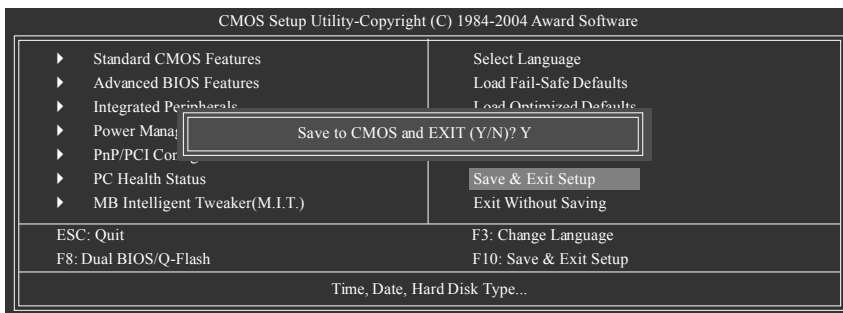 CMOS Setup Utility-Copyright (C) 1984-2004 Award Software
Standard CMOS Features
Advanced BIOS Features
Integrated Peripherals
Power Manag
PnP/PCI Con
PC Health Status
MB Intelligent Tweaker(M.I.T.)
Select Language
Load Fail-Safe Defaults
Load Optimized Defaults
Save & Exit Setup
Exit Without Saving
Save to CMOS and EXIT (Y/N)? Y
ESC: Quit
F3: Change Language
F8: Dual BIOS/Q-Flash
F10: Save & Exit Setup
Time, Date, Hard Disk Type...